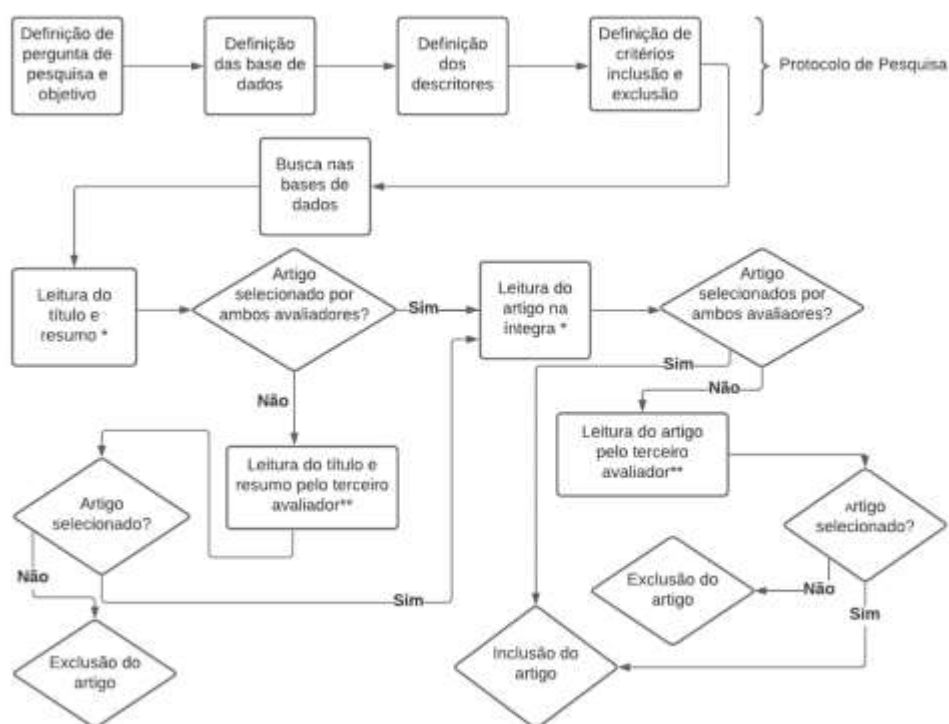 Definição de
pergunta de
pesquisa e
objetivo
Definição
das base de
dados
Definição
dos
descritores
Definição de
critérios
inclusão e
exclusão
Protocolo de Pesquisa
Busca nas
bases de
dados
Leitura do
título e
resumo *
Artigo
selecionado por
ambos avaliadores?
Sim
Leitura do
artigo na
integra *
Artigo
selecionados por
ambos avaliaores?
Não
Sim
Não
Leitura do título e
resumo pelo terceiro
avaliador**
Leitura do artigo
pelo terceiro
avaliador**
Artigo
selecionado?
Artigo
selecionado?
Não
Sim
Exclusão do
artigo
Não
Sim
Exclusão do
artigo
Inclusão do
artigo